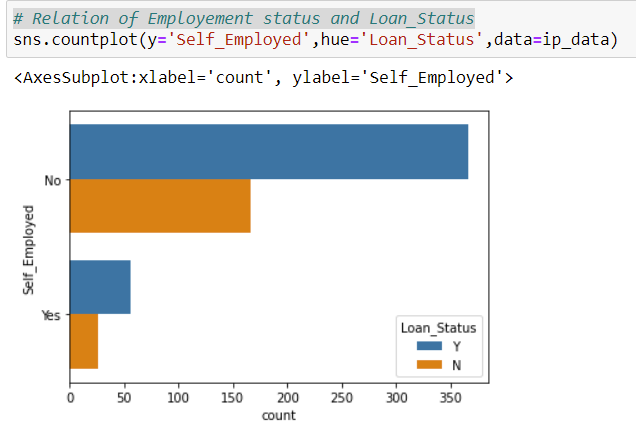 # Relation of Employement status and Loan_Status
sns.countplot(y='Self_Employed',hue='Loan_Status',data=ip_data)
<AxesSubplot:xlabel='count', ylabel='Self_Employed'>
No
Yes
Self_Employed
Loan_Status
Y
N
0 50 100 150 200 250 300 350
count